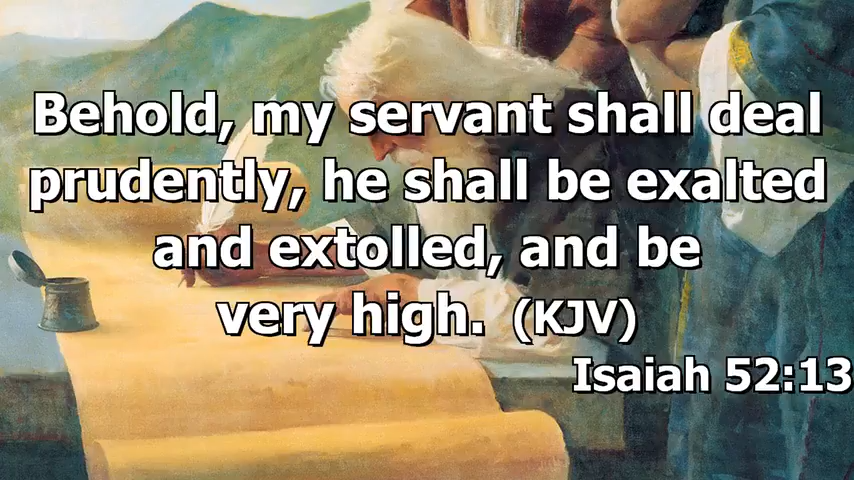 Behold, my servant shall deal
prudently, he shall be exalted
and extolled, and be
very high. (KJV)
Isaiah 52:13